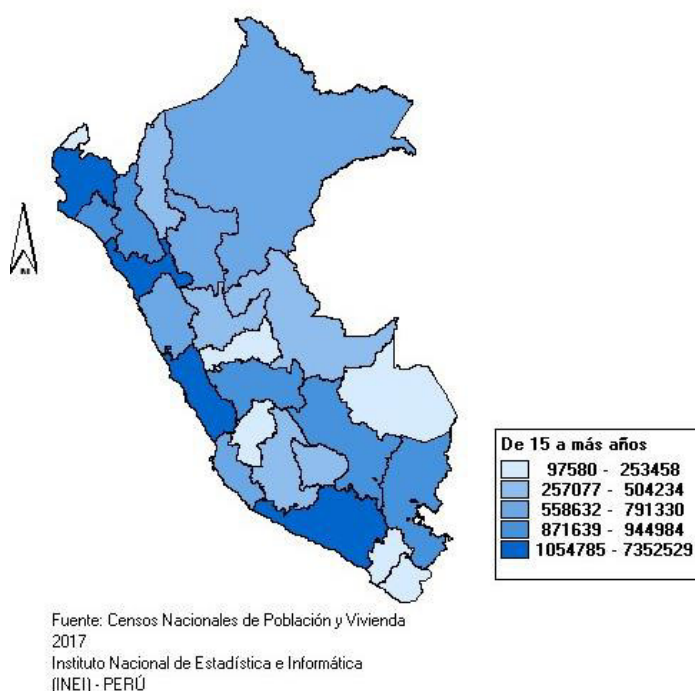 De 15 a más años
97580 - 253458
257077 - 504234
558632 - 791330
871639 - 944984
1054785 - 7352529
Fuente: Censos Nacionales de Población y Vivienda
2017
Instituto Nacional de Estadística e Informática
(INEI) - PERÚ